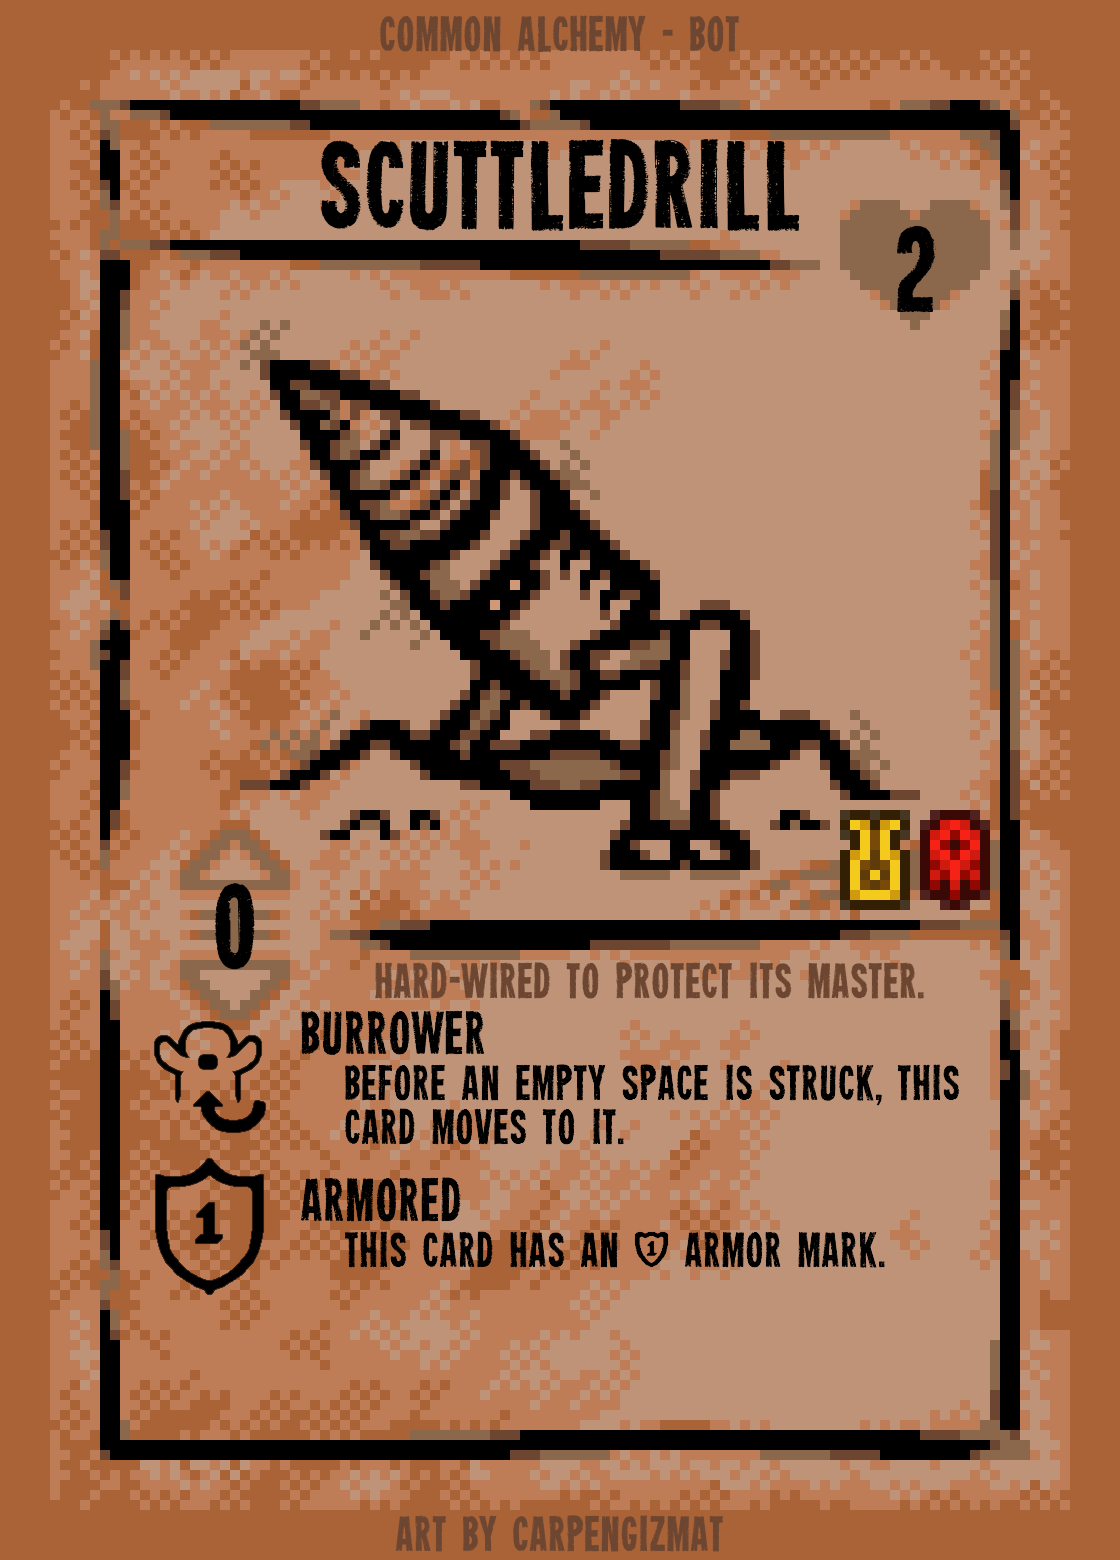 COMMON ALCHEMY - BOT
SCUTTLEDRILL
2
0
HARD-WIRED TO PROTECT ITS MASTER.
BURROWER
BEFORE AN EMPTY SPACE IS STRUCK, THIS
CARD MOVES TO IT.
1
ARMORED
THIS CARD HAS AN 1 ARMOR MARK.
ART BY CARPENGIZMAT